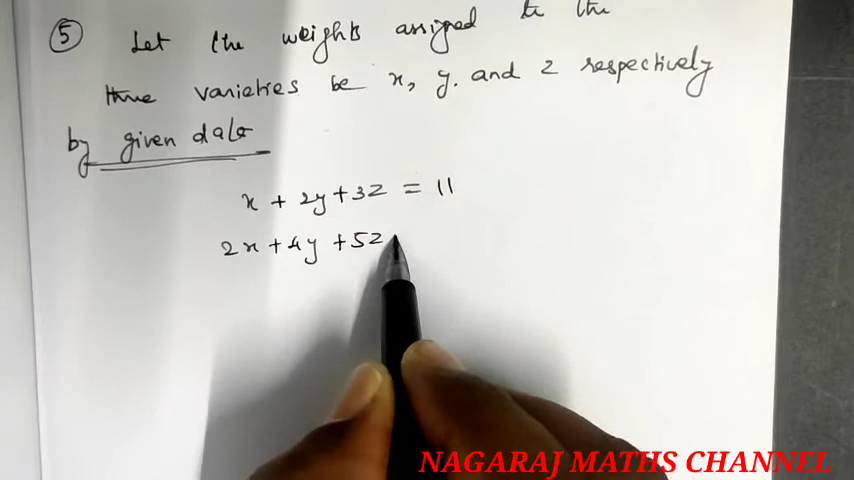 ⑤ Let the weights assigned to the
three varieties be x, y. and z respectively
by given data
x + 2y + 3z = 11
2x + 4y + 5z
NAGARAJ MATHS CHANNEL